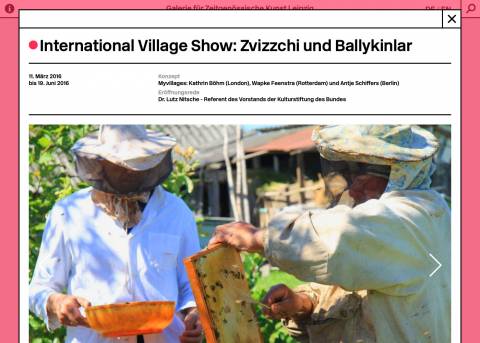 Galerie für Zeitgenössische Kunst Leipzig
DE / EN
International Village Show: Zvizzchi und Ballykinlar
11. März 2016
bis 19. Juni 2016
Konzept
Myvillages: Kathrin Böhm (London), Wapke Feenstra (Rotterdam) und Antje Schiffers (Berlin)
Eröffnungsrede
Dr. Lutz Nitsche - Referent des Vorstands der Kulturstiftung des Bundes